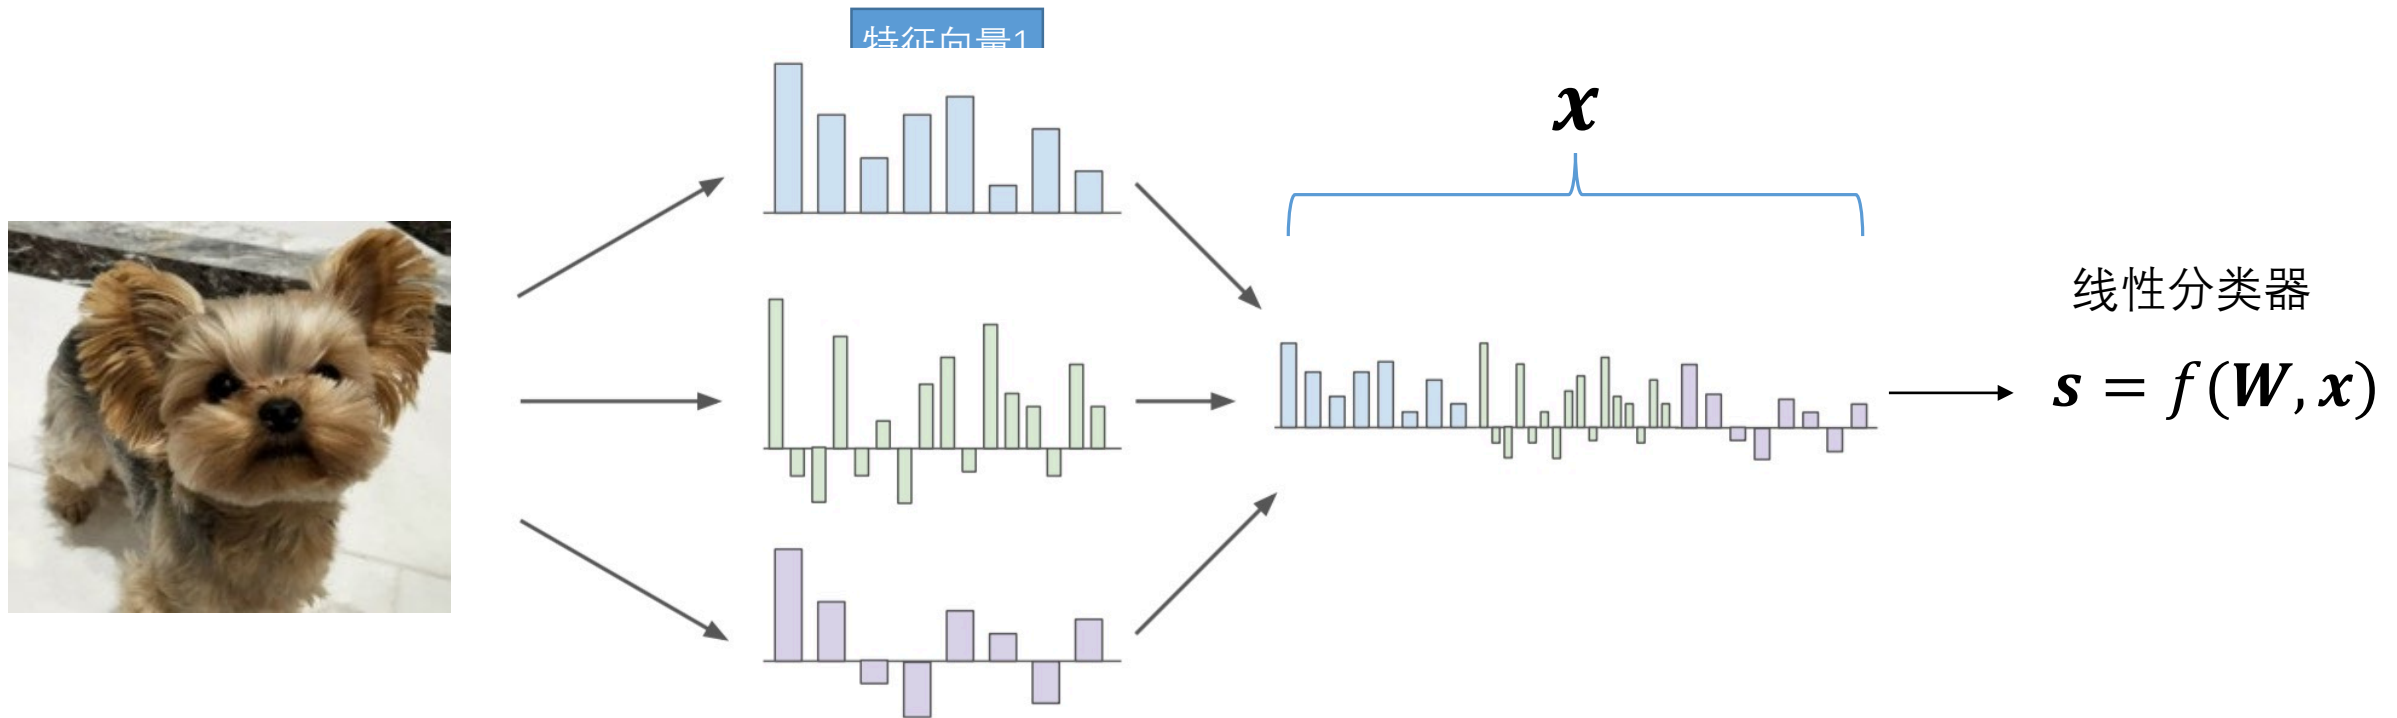 特征向量1
x
线性分类器
s = f(W, x)